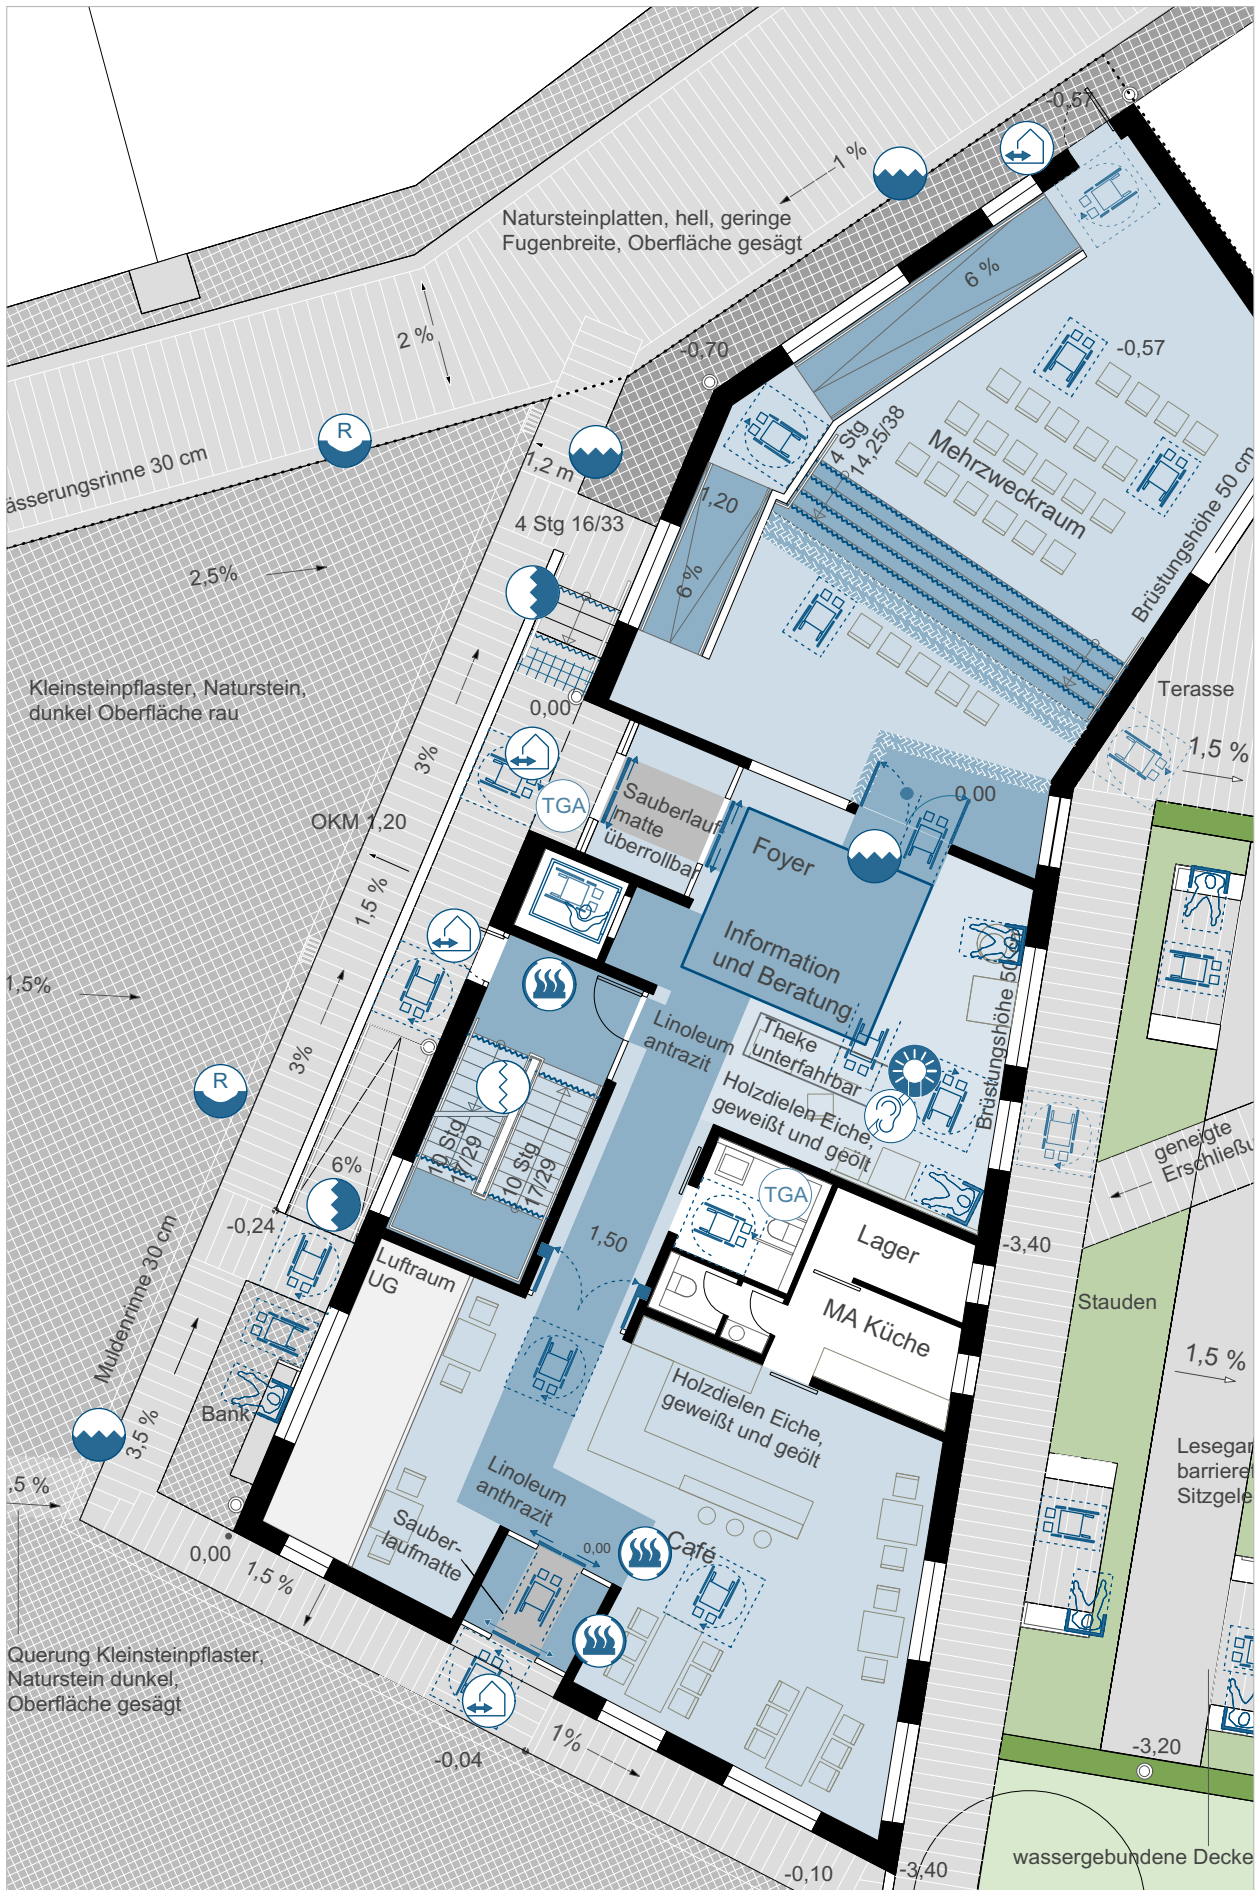 -0,57
1 %
Natursteinplatten, hell, geringe
Fugenbreite, Oberfläche gesägt
6 %
2 %
-0,70
-0,57
R
ässerungsrinne 30 cm
1,2 m
4 Stg
14,25/38
Mehrzweckraum
Brüstungshöhe 50 cm
1,20
4 Stg 16/33
2,5%
6 %
Kleinsteinpflaster, Naturstein,
dunkel Oberfläche rau
0,00
Terasse
1,5 %
3%
TGA
Sauberlauf
matte
überrollbar
0,00
OKM 1,20
Foyer
1,5 %
Information
und Beratung
Brüstungshöhe 50 cm
1,5%
Linoleum
antrazit
Theke
unterfahrbar
3%
R
Holzdielen Eiche,
geweißt und geölt
10 Stg
17/29
10 Stg
17/29
geneigte
Erschließu
6%
TGA
-0,24
1,50
Lager
-3,40
Luftraum
UG
Muldenrinne 30 cm
MA Küche
Stauden
1,5 %
Holzdielen Eiche,
geweißt und geölt
Bank
3,5 %
Lesegar
barrieref
Sitzgele
,5 %
Linoleum
anthrazit
Sauber-
laufmatte
Café
0,00
0,00
1,5 %
Querung Kleinsteinpflaster,
Naturstein dunkel,
Oberfläche gesägt
1%
-0,04
-3,20
wassergebundene Decke
-0,10
-3,40